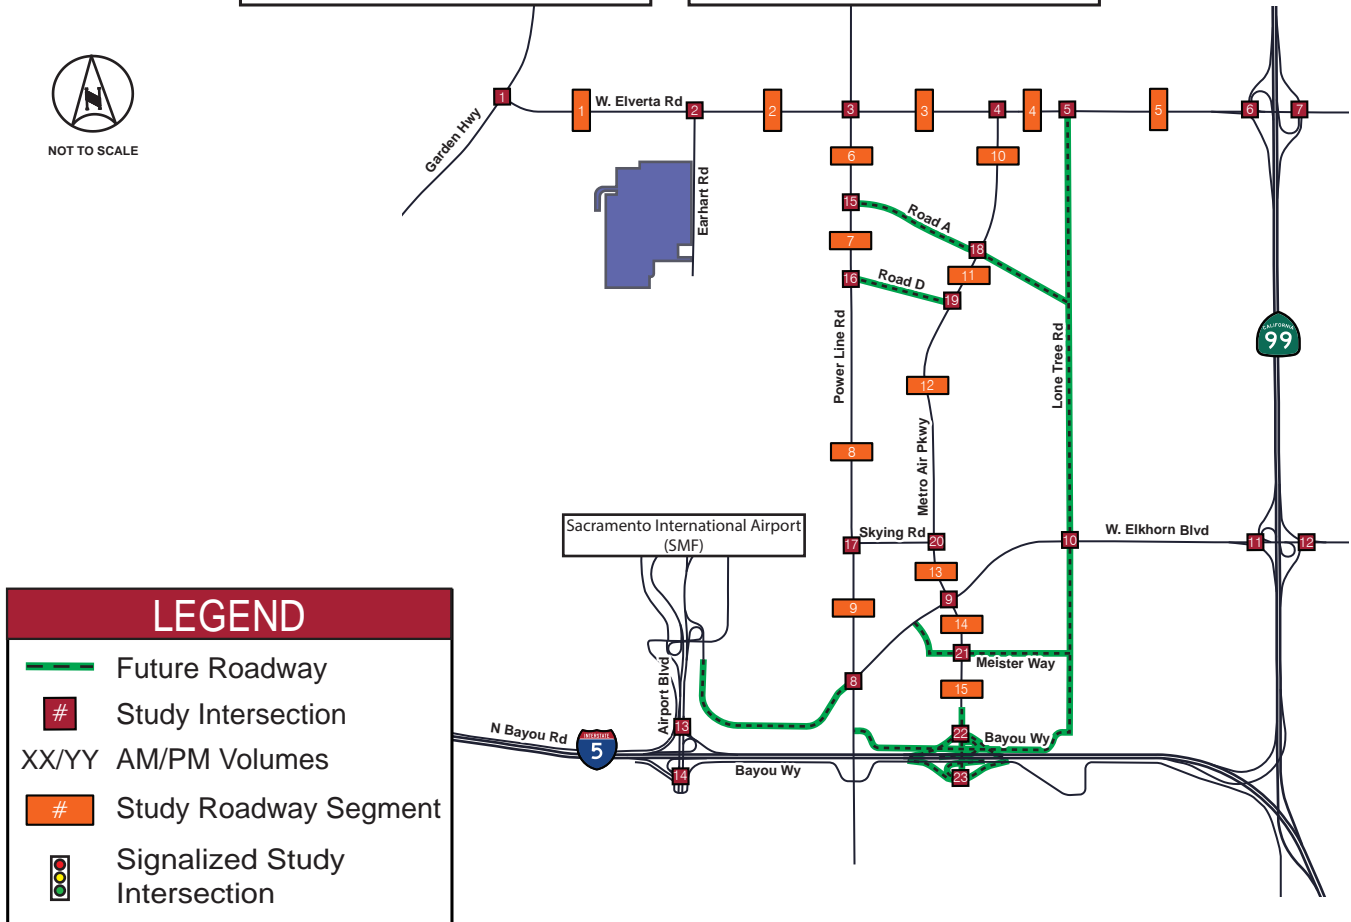 NOT TO SCALE
N
1
1
W. Elverta Rd
2
2
3
3
4
4
5
5
6
7
Garden Hwy
Earhart Rd
6
10
15
Road A
7
18
11
16
Road D
19
Power Line Rd
Lone Tree Rd
CALIFORNIA
99
12
8
Metro Air Pkwy
Sacramento International Airport
(SMF)
17
Skying Rd
20
10
W. Elkhorn Blvd
11
12
13
9
9
14
21
Meister Way
8
15
Airport Blvd
13
N Bayou Rd
INTERSTATE
5
22
Bayou Wy
14
Bayou Wy
23
LEGEND
Future Roadway
# Study Intersection
XX/YY AM/PM Volumes
# Study Roadway Segment
Signalized Study
Intersection